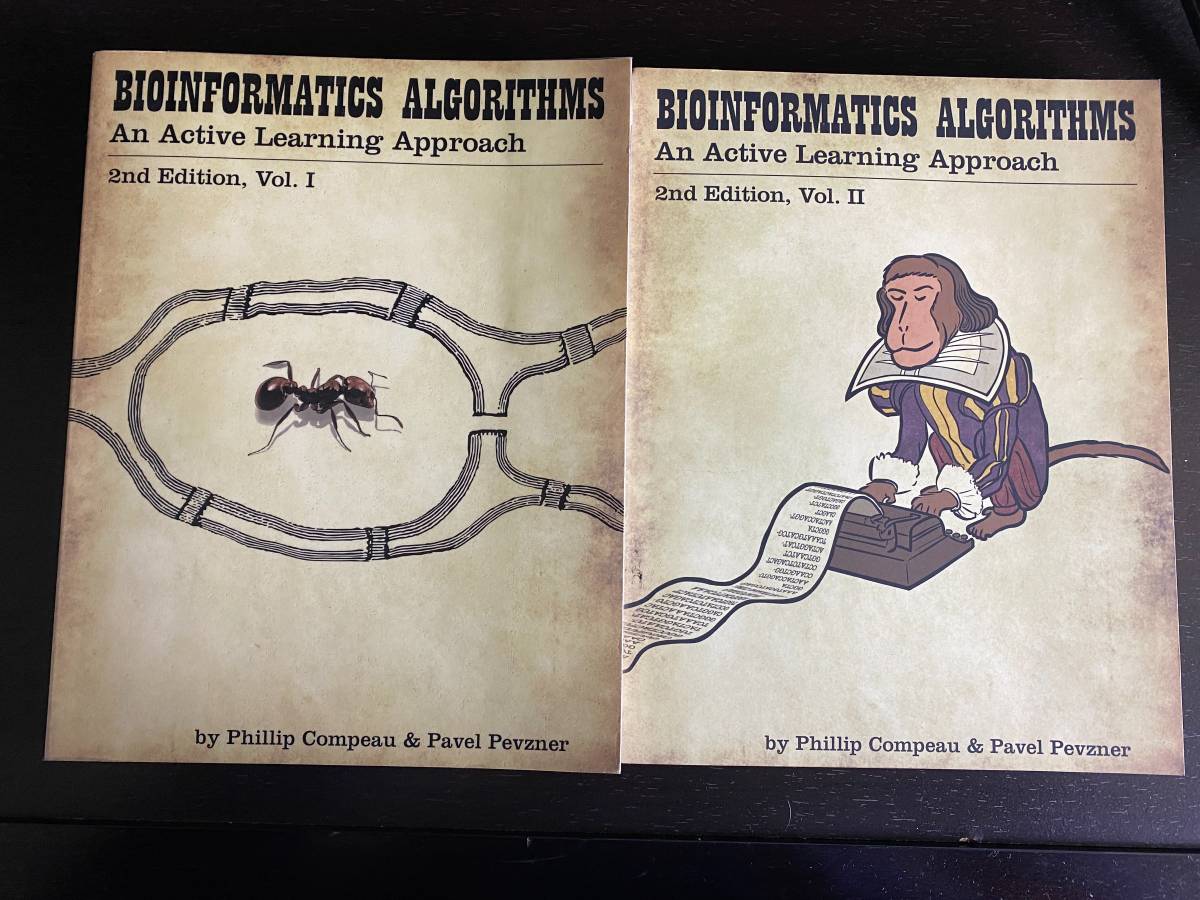 BIOINFORMATICS ALGORITHMS
An Active Learning Approach
2nd Edition, Vol. I
by Phillip Compeau & Pavel Pevzner
BIOINFORMATICS ALGORITHMS
An Active Learning Approach
2nd Edition, Vol. II
by Phillip Compeau & Pavel Pevzner